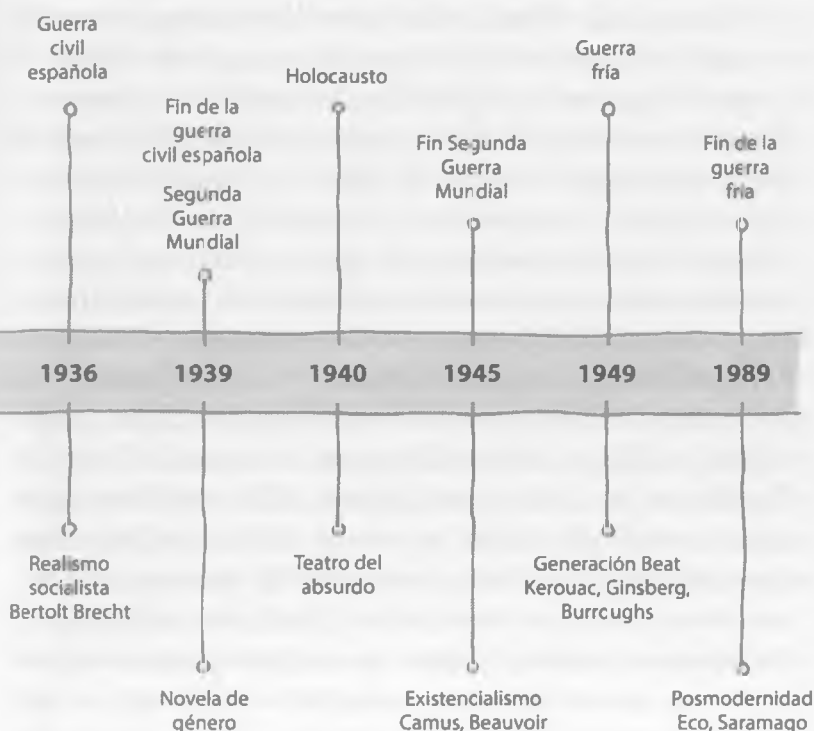 Guerra
civil
española
Fin de la
guerra
civil española
Segunda
Guerra
Mundial
Holocausto
Fin Segunda
Guerra
Mundial
Guerra
fría
Fin de la
guerra
fría
1936
1939
1940
1945
1949
1989
Realismo
socialista
Bertolt Brecht
Novela de
género
Teatro del
absurdo
Existencialismo
Camus, Beauvoir
Generación Beat
Kerouac, Ginsberg,
Burroughs
Posmodernidad
Eco, Saramago